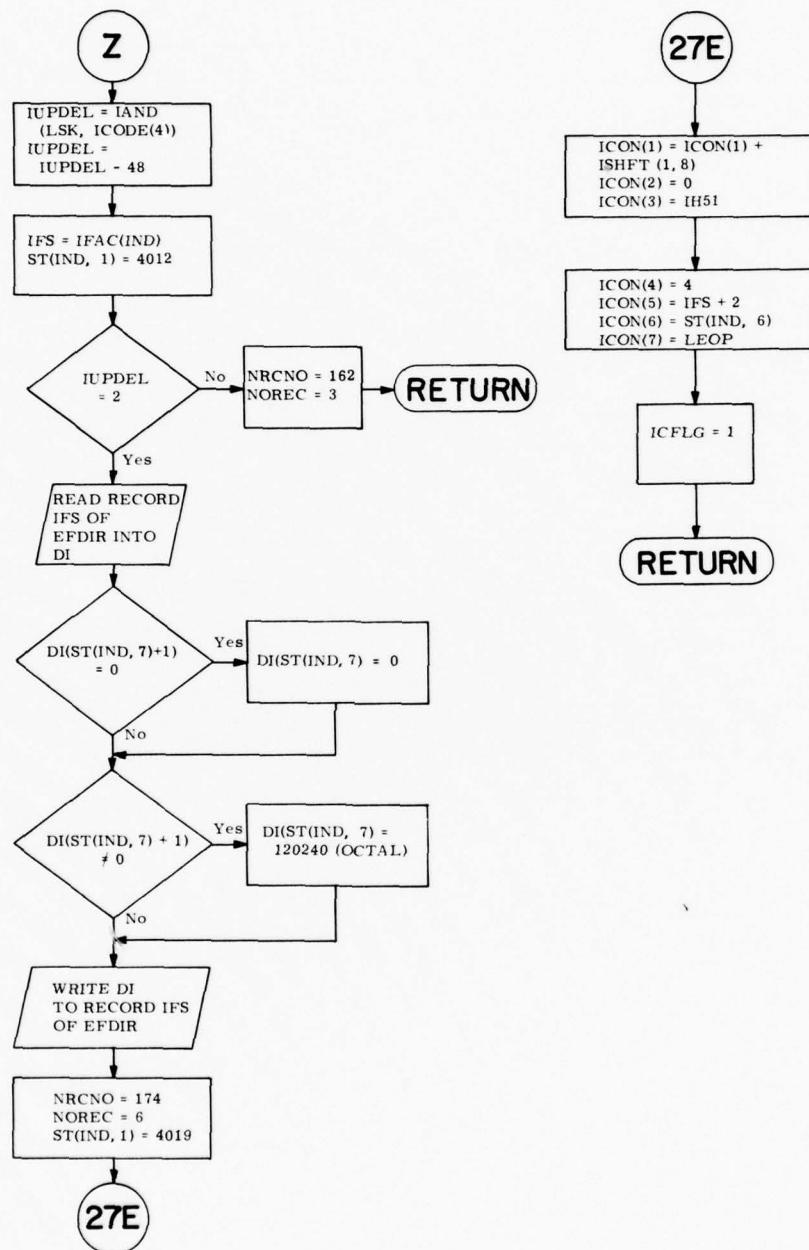 Z
IUPDEL = IAND
(LSK, ICODE(4))
IUPDEL =
IUPDEL - 48
IFS = IFAC(IND)
ST(IND, 1) = 4012
IUPDEL
= 2
No
NRCNO = 162
NOREC = 3
RETURN
Yes
READ RECORD
IFS OF
EFDIR INTO
DI
DI(ST(IND, 7)+1)
= 0
Yes
DI(ST(IND, 7) = 0
No
DI(ST(IND, 7) + 1)
≠ 0
Yes
DI(ST(IND, 7) =
120240 (OCTAL)
No
WRITE DI
TO RECORD IFS
OF EFDIR
NRCNO = 174
NOREC = 6
ST(IND, 1) = 4019
27E
27E
ICON(1) = ICON(1) +
ISHFT (1, 8)
ICON(2) = 0
ICON(3) = IH51
ICON(4) = 4
ICON(5) = IFS + 2
ICON(6) = ST(IND, 6)
ICON(7) = LEOP
ICFLG = 1
RETURN